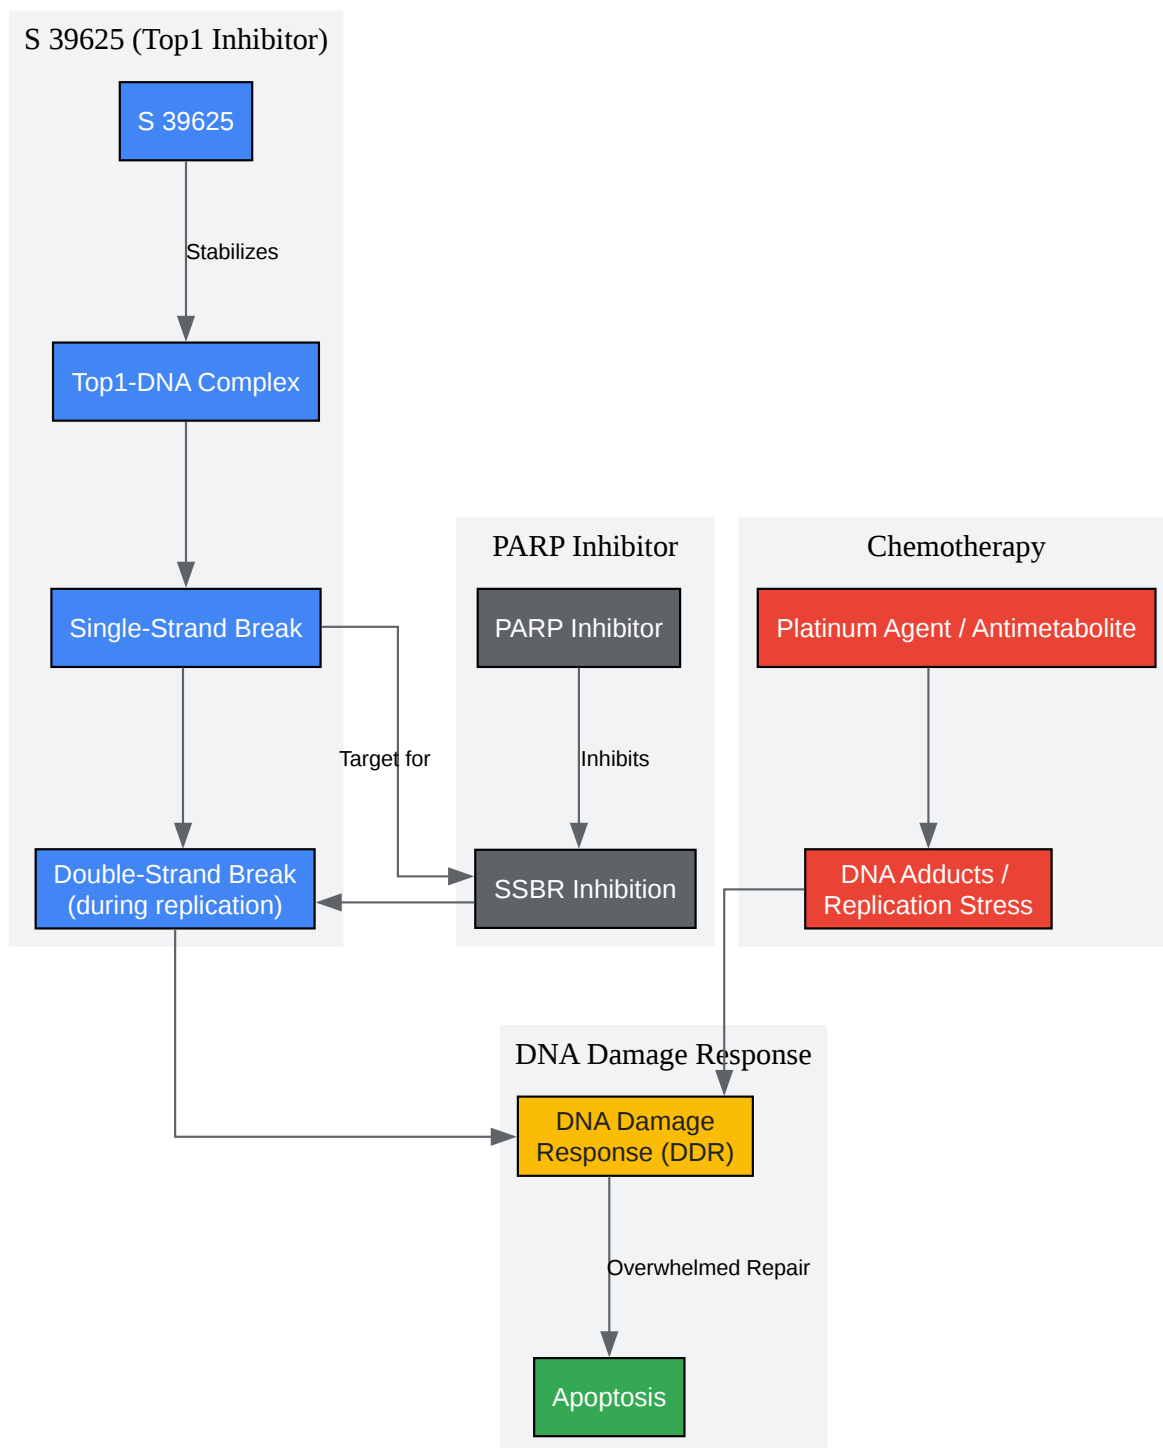 S 39625 (Top1 Inhibitor)
S 39625
Stabilizes
Top1-DNA Complex
Single-Strand Break
Target for
Double-Strand Break
(during replication)
PARP Inhibitor
PARP Inhibitor
Inhibits
SSBR Inhibition
Chemotherapy
Platinum Agent / Antimetabolite
DNA Adducts /
Replication Stress
DNA Damage Response
DNA Damage
Response (DDR)
Overwhelmed Repair
Apoptosis